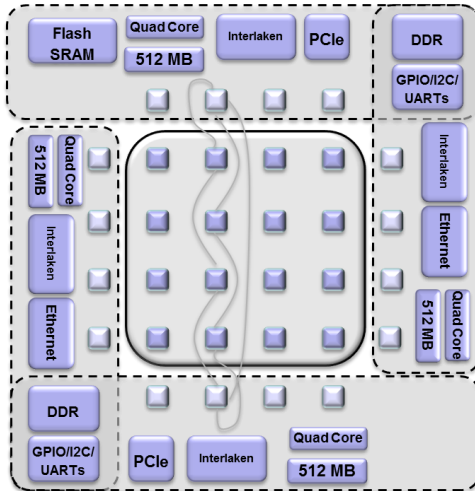 Flash
SRAM
Quad Core
512 MB
Interlaken
PCIe
DDR
GPIO/I2C/
UARTs
512 MB
Quad Core
Interlaken
Ethernet
Interlaken
Ethernet
512 MB
Quad Core
DDR
GPIO/I2C/
UARTs
PCIe
Interlaken
Quad Core
512 MB